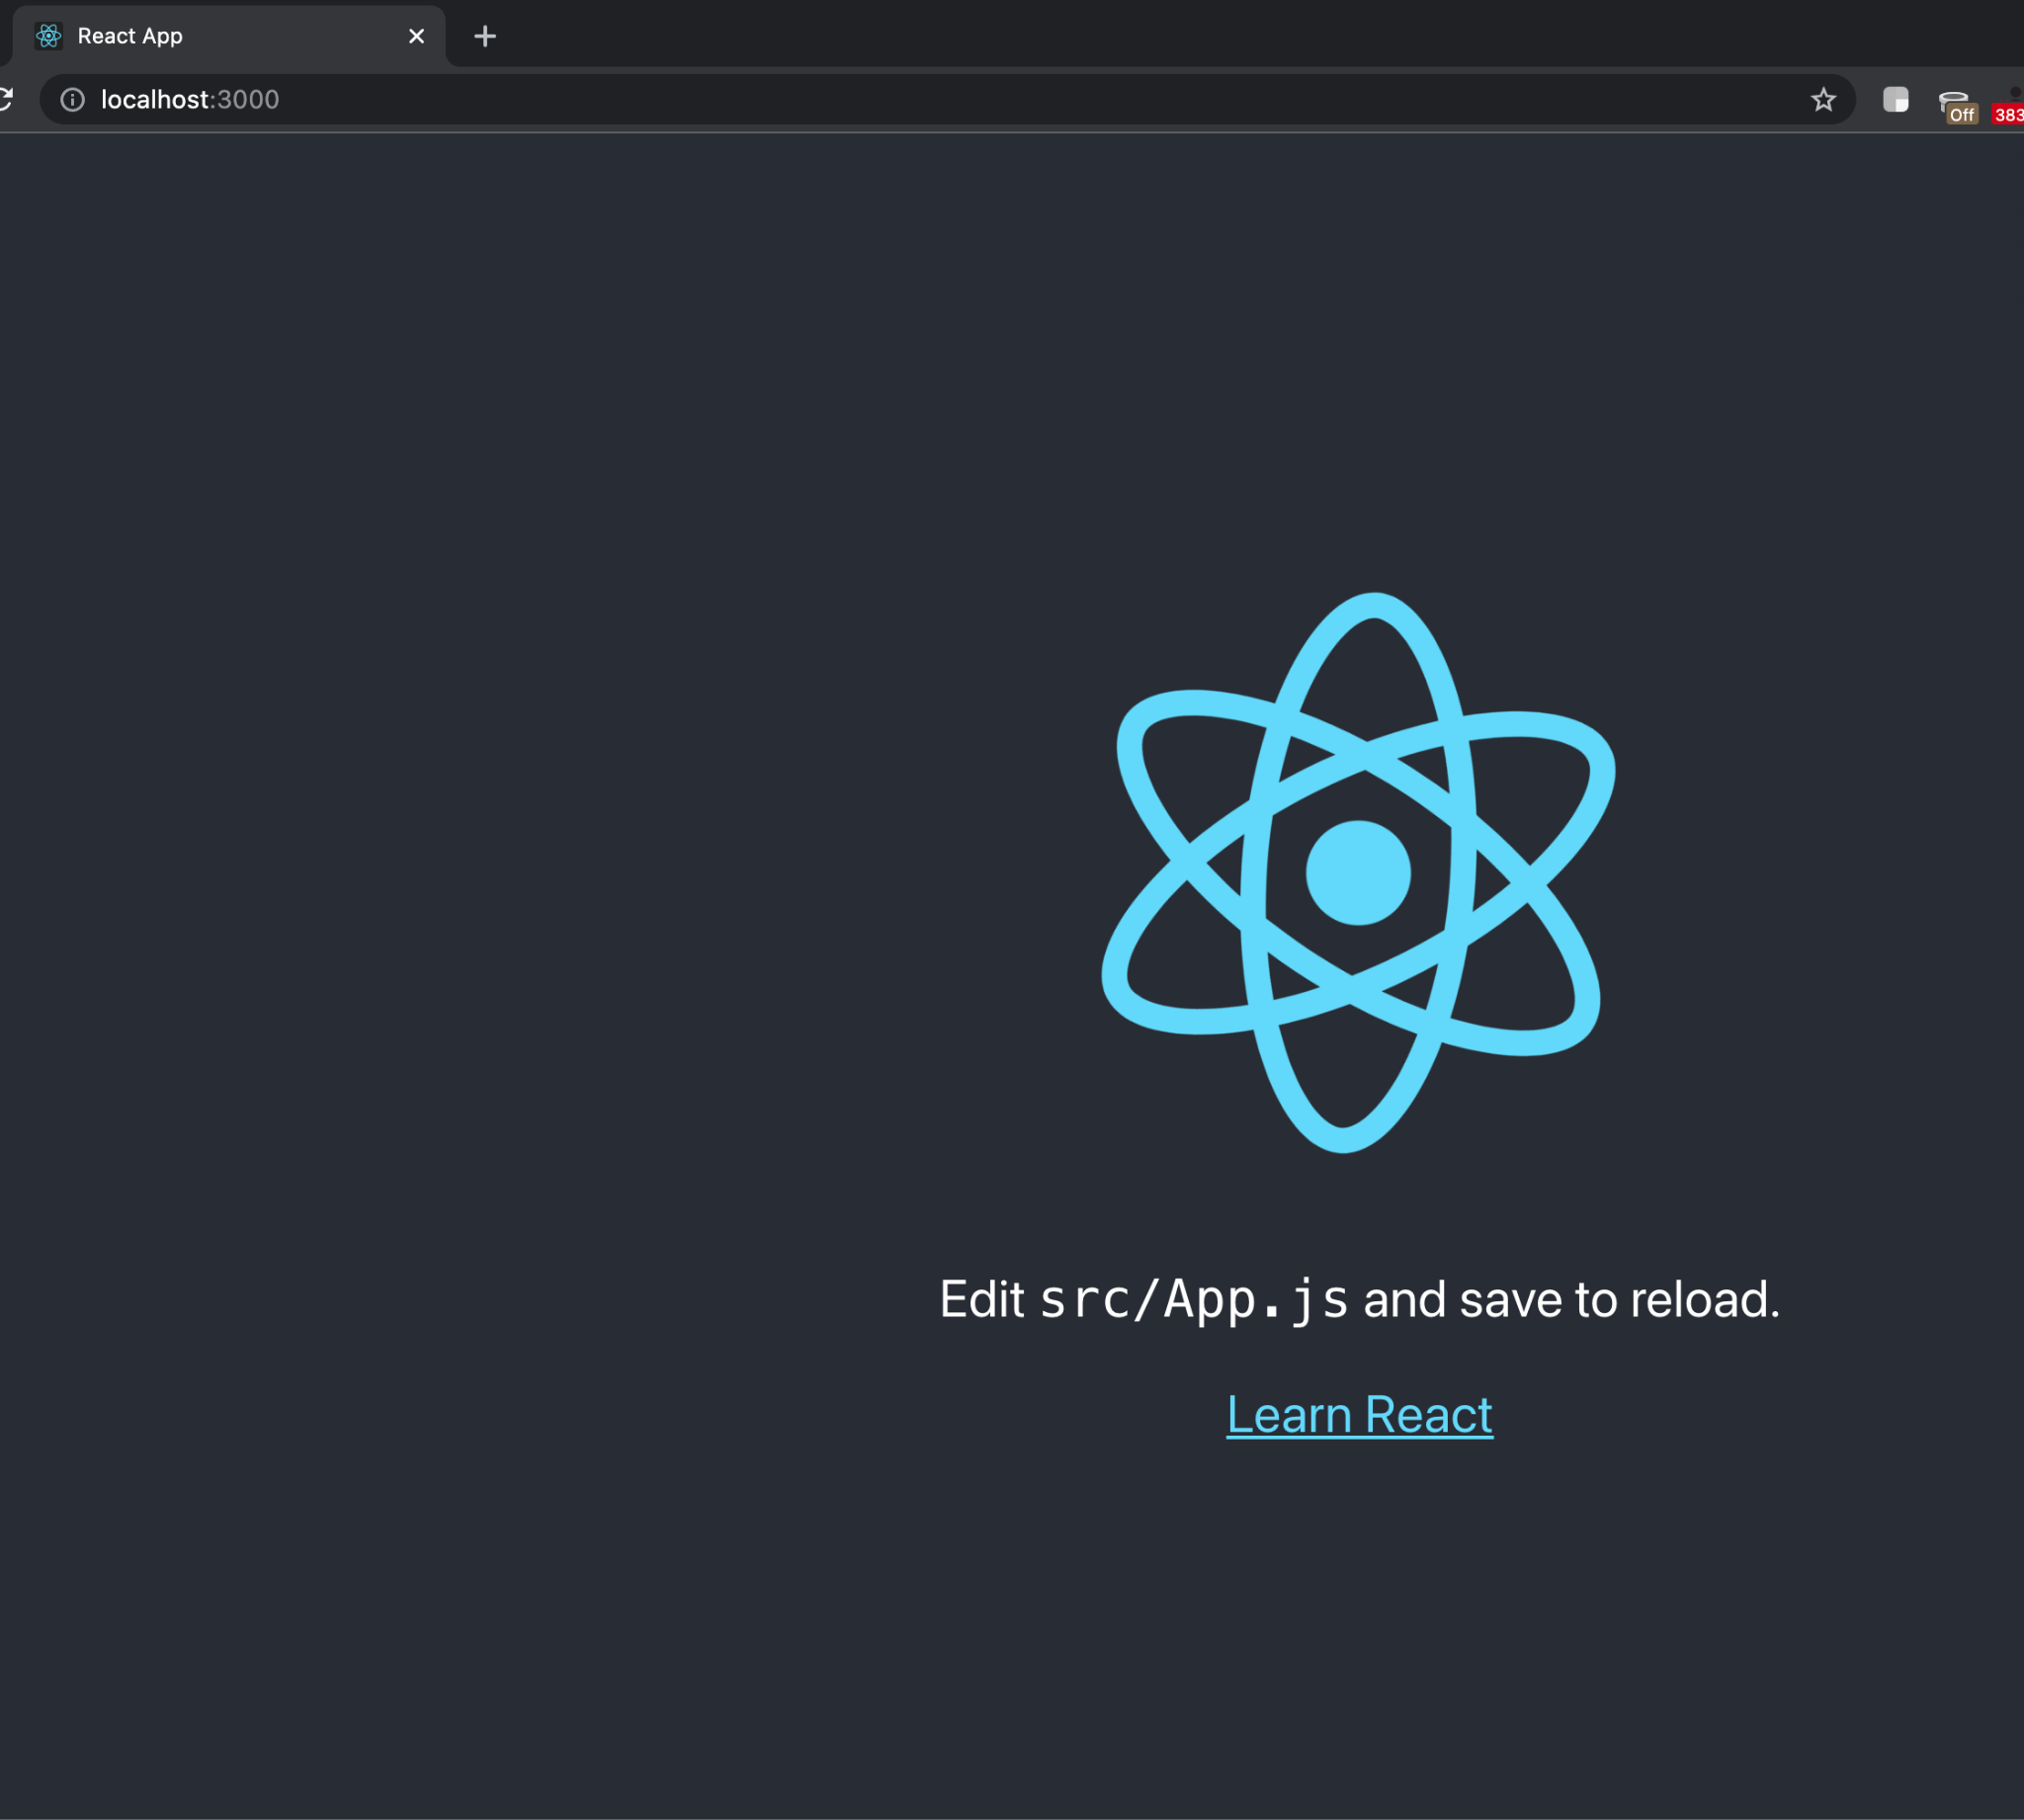 React App
localhost:3000
Off
383
Edit src/App.js and save to reload.
Learn React